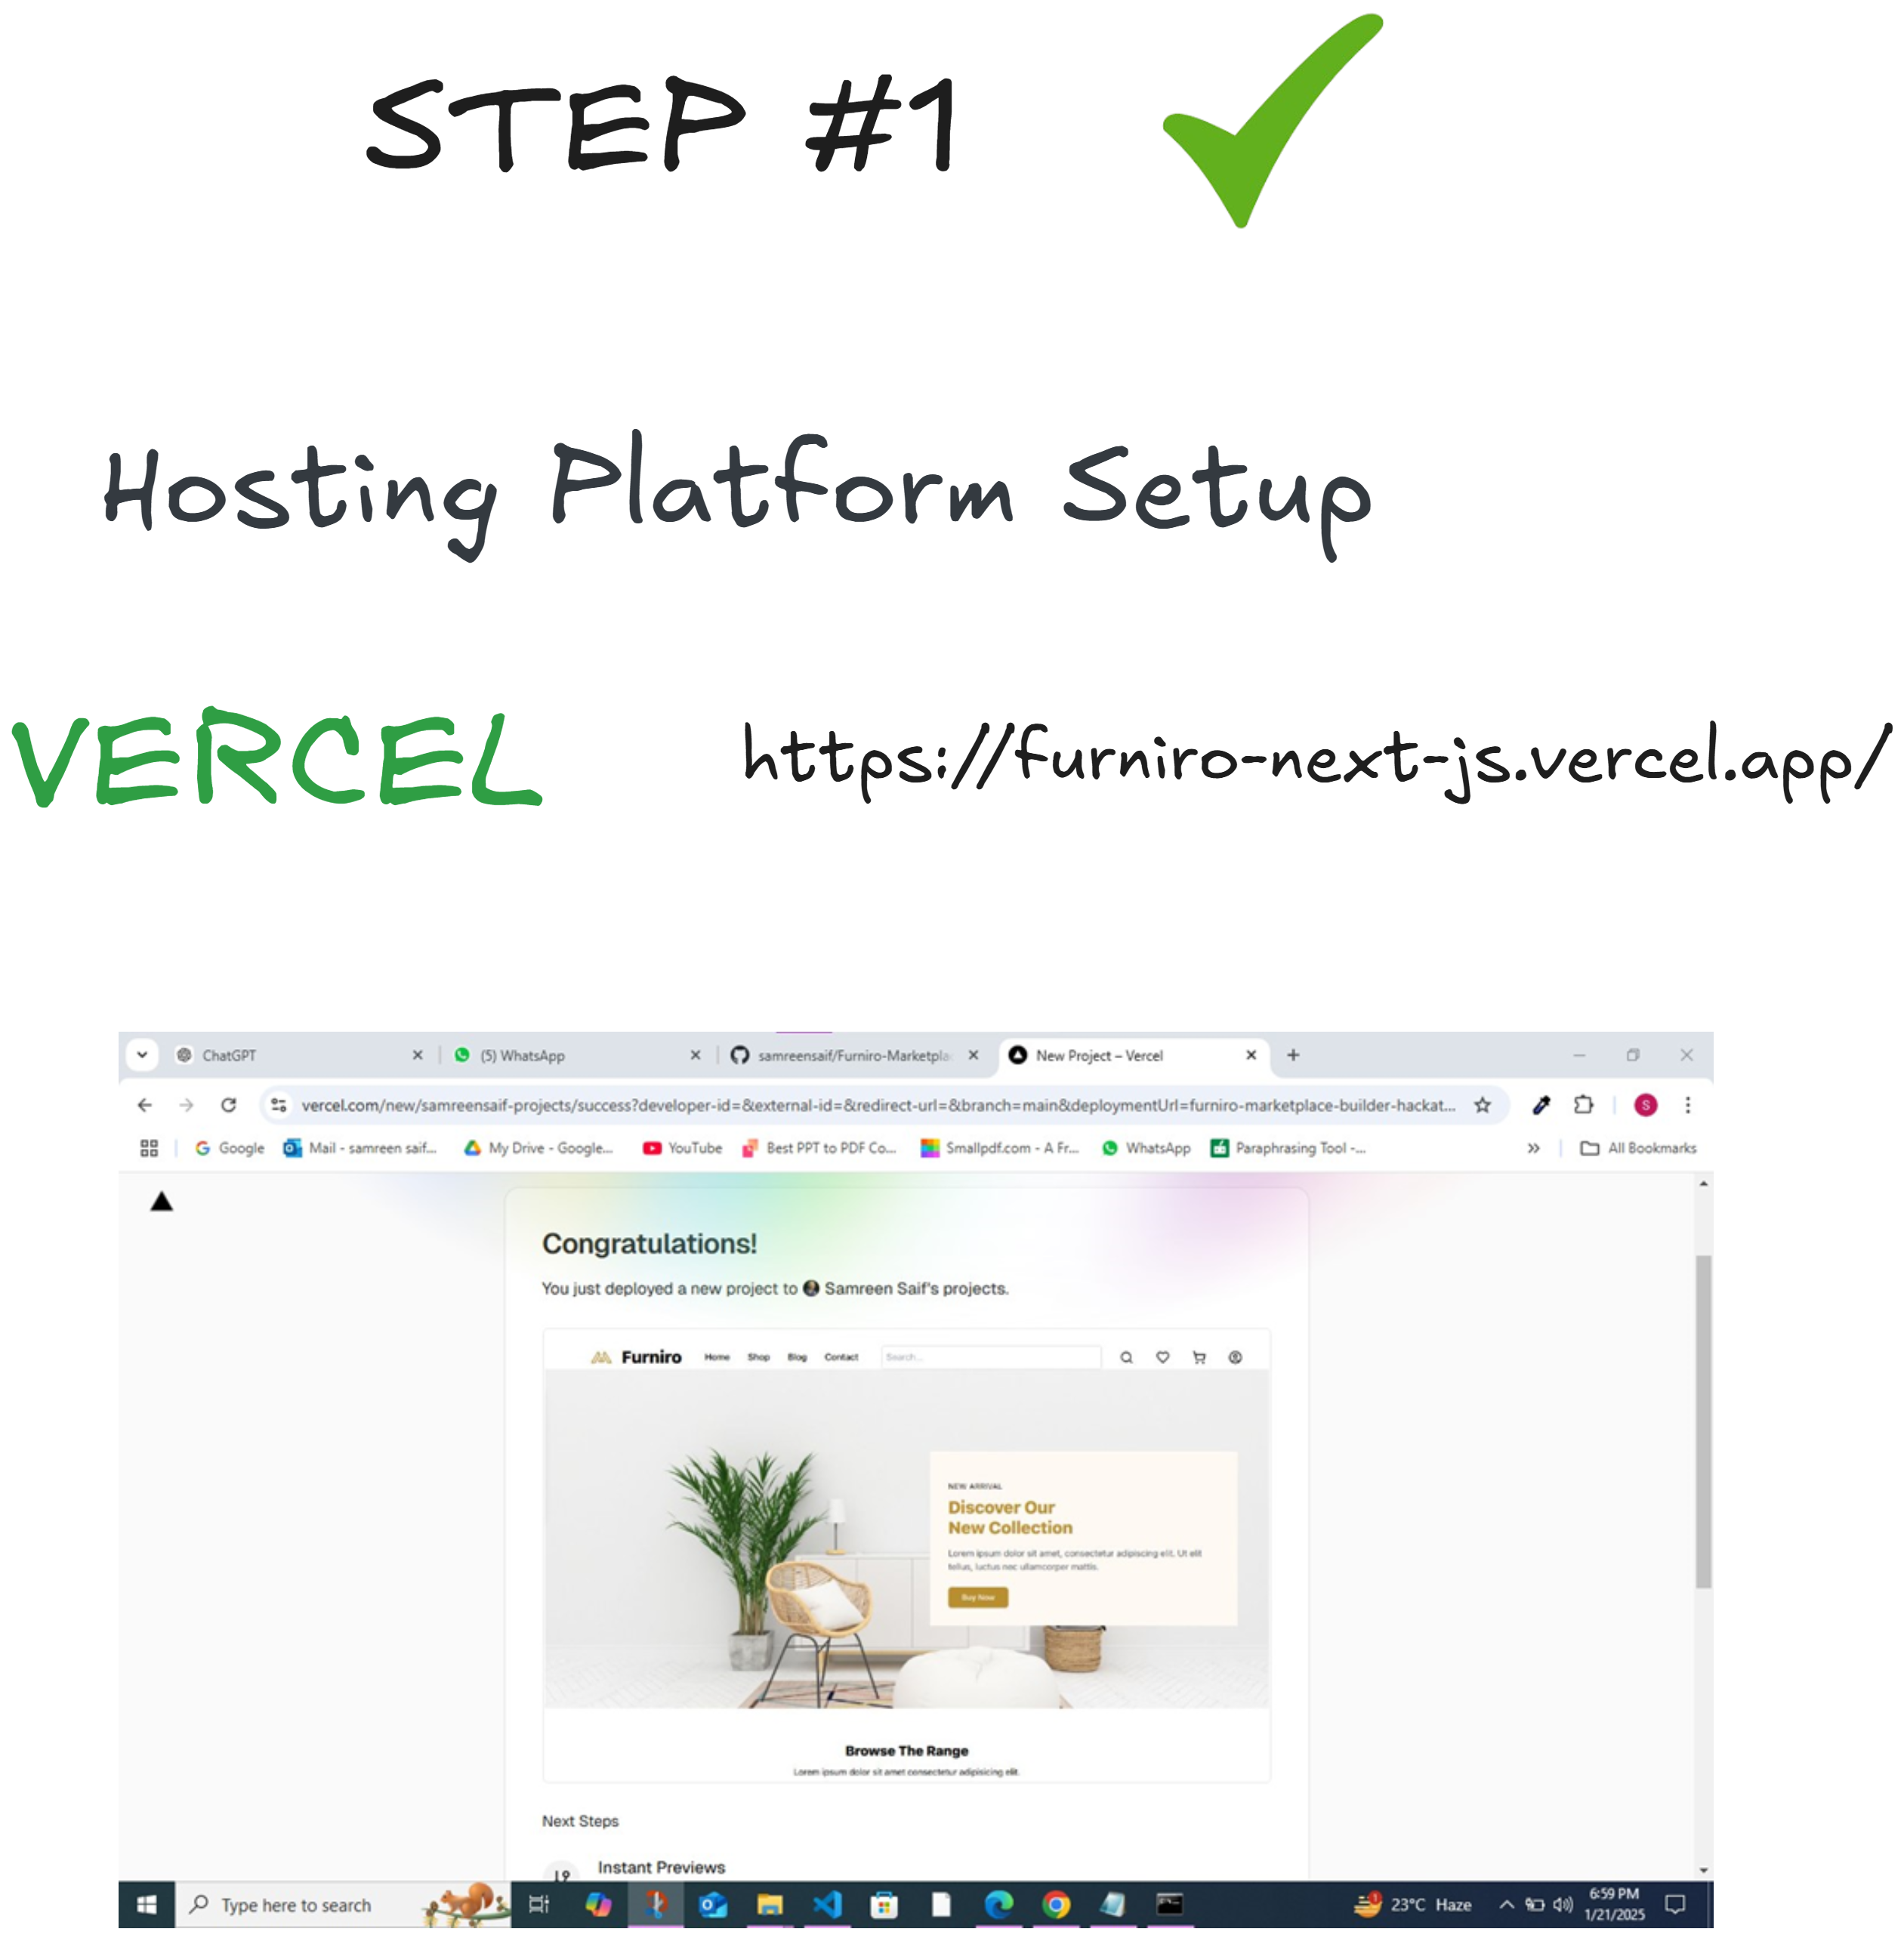 STEP #1
Hosting Platform Setup
VERCEL https://furniro-next-js.vercel.app/
ChatGPT (5) WhatsApp samreensaif/Furniro-Marketpla New Project – Vercel
vercel.com/new/samreensaif-projects/success?developer-id=&external-id=&redirect-url=&branch=main&deploymentUrl=furniro-marketplace-builder-hackat...
Google Mail - samreen saif... My Drive - Google... YouTube Best PPT to PDF Co... Smallpdf.com - A Fr... WhatsApp Paraphrasing Tool -... All Bookmarks
Congratulations!
You just deployed a new project to Samreen Saif's projects.
Furniro Home Shop Blog Contact Search...
NEW ARRIVAL
Discover Our
New Collection
Lorem ipsum dolor sit amet, consectetur adipiscing elit. Ut elit
tellus, luctus nec ullamcorper mattis.
Buy Now
Browse The Range
Lorem ipsum dolor sit amet consectetur adipisicing elit.
Next Steps
Instant Previews
Type here to search 23°C Haze 6:59 PM
1/21/2025